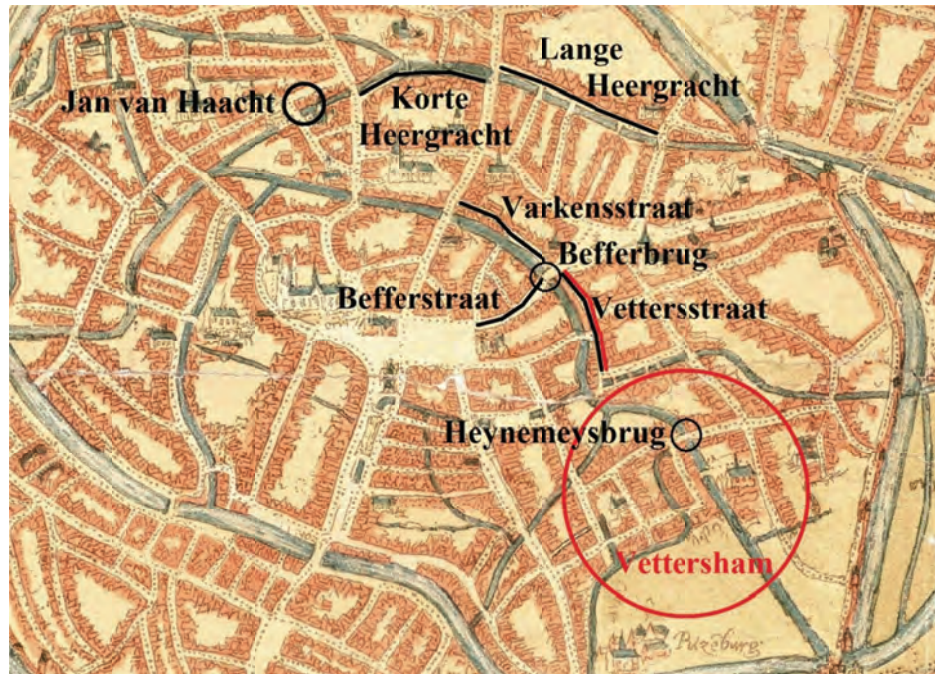 Lange
Heergracht
Jan van Haacht
Korte
Heergracht
Varkensstraat
Befferbrug
Befferstraat
Vettersstraat
Heynemeysbrug
Vettersham